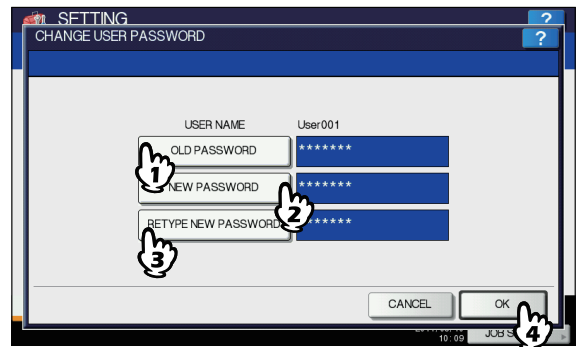 SETTING
?
CHANGE USER PASSWORD
?
USER NAME User001
OLD PASSWORD *******
1
NEW PASSWORD *******
2
RETYPE NEW PASSWORD ******
3
CANCEL OK
4
10:09 JOB S